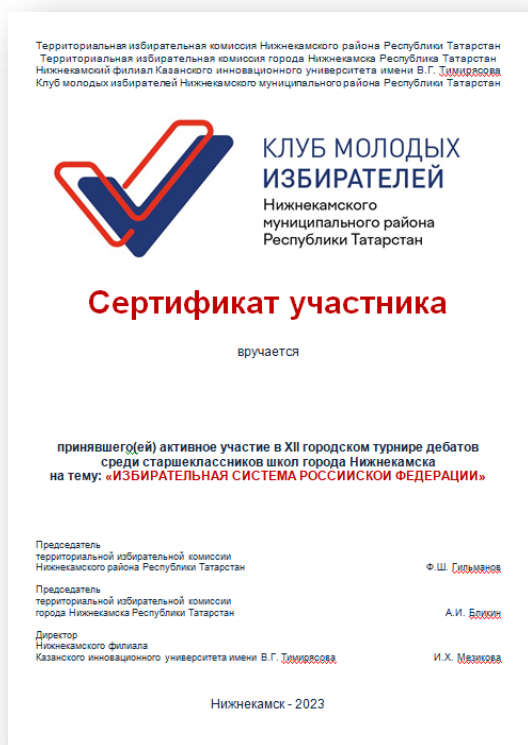 Территориальная избирательная комиссия Нижнекамского района Республики Татарстан
Территориальная избирательная комиссия города Нижнекамска Республика Татарстан
Нижнекамский филиал Казанского инновационного университета имени В.Г. Тимирясова
Клуб молодых избирателей Нижнекамского муниципального района Республики Татарстан
КЛУБ МОЛОДЫХ
ИЗБИРАТЕЛЕЙ
Нижнекамского
муниципального района
Республики Татарстан
Сертификат участника
вручается
принявшего(ей) активное участие в XII городском турнире дебатов
среди старшеклассников школ города Нижнекамска
на тему: «ИЗБИРАТЕЛЬНАЯ СИСТЕМА РОССИЙСКОЙ ФЕДЕРАЦИИ»
Председатель
территориальной избирательной комиссии
Нижнекамского района Республики Татарстан Ф.Ш. Гильманов
Председатель
территориальной избирательной комиссии
города Нижнекамска Республики Татарстан А.И. Бликин
Директор
Нижнекамского филиала
Казанского инновационного университета имени В.Г. Тимирясова И.Х. Мезикова
Нижнекамск - 2023